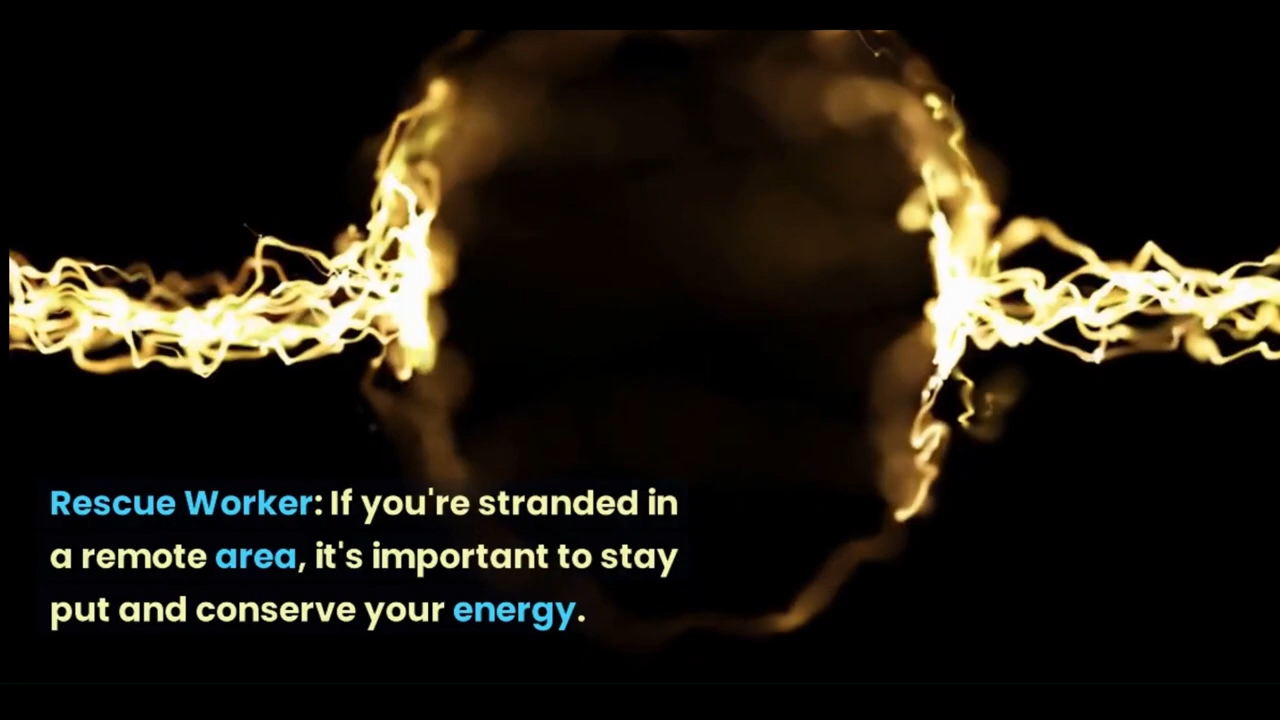 Rescue Worker: If you're stranded in
a remote area, it's important to stay
put and conserve your energy.